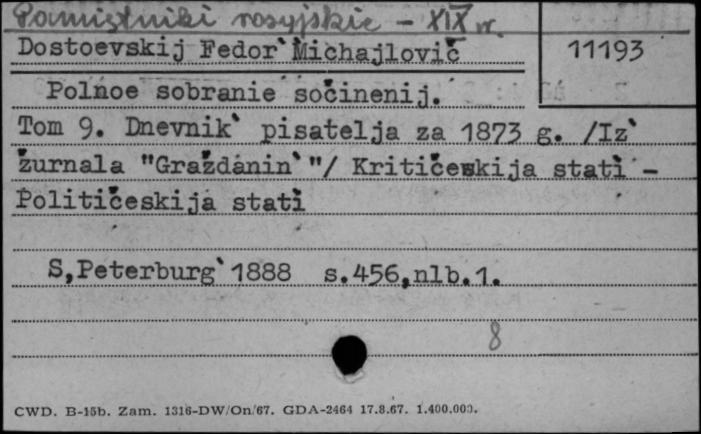 Pamiętniki rosyjskie - XIX w.
Dostoevskij Fedor` Michajlovič
11193
Polnoe sobranie sočinenij.
Tom 9. Dnevnik` pisatelja za 1873 g. /Iz`
žurnala "Graždanin`"/ Kritičeskija stati -
Političeskija stati
S,Peterburg` 1888 s.456,nlb.1.
8
CWD. B-15b. Zam. 1316-DW/On/67. GDA-2464 17.8.67. 1.400.000.